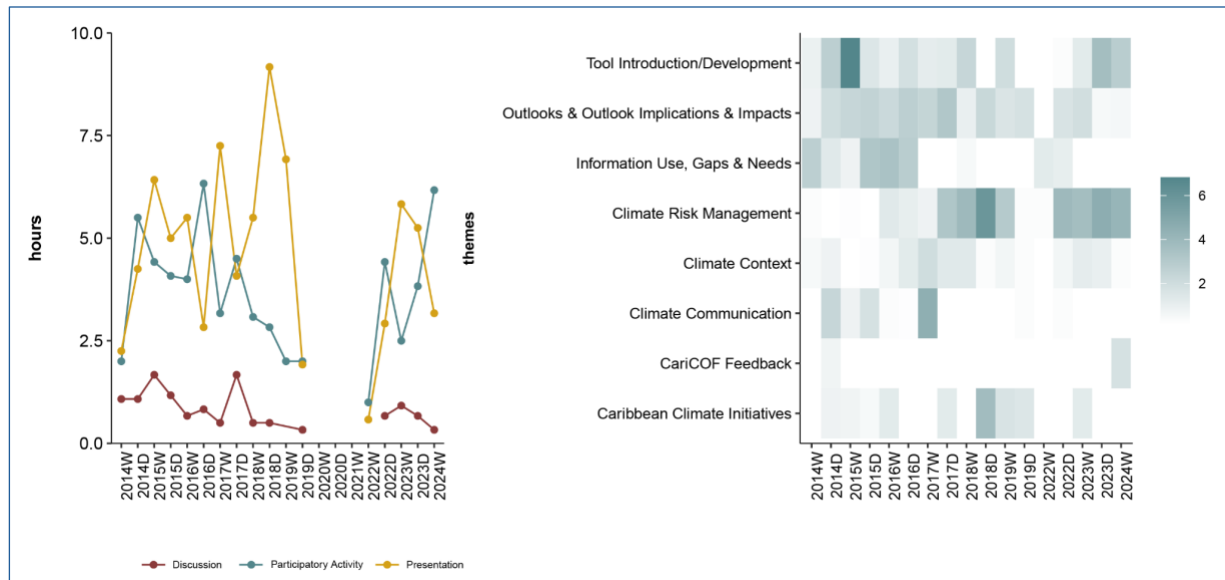 10.0
7.5
5.0
2.5
0.0
hours
2014W
2014D
2015W
2015D
2016W
2016D
2017W
2017D
2018W
2018D
2019W
2019D
2020W
2020D
2021W
2022W
2022D
2023W
2023D
2024W
Discussion Participatory Activity Presentation
themes
Tool Introduction/Development
Outlooks & Outlook Implications & Impacts
Information Use, Gaps & Needs
Climate Risk Management
Climate Context
Climate Communication
CariCOF Feedback
Caribbean Climate Initiatives
2014W
2014D
2015W
2015D
2016W
2016D
2017W
2017D
2018W
2018D
2019W
2019D
2022W
2022D
2023W
2023D
2024W
6
4
2